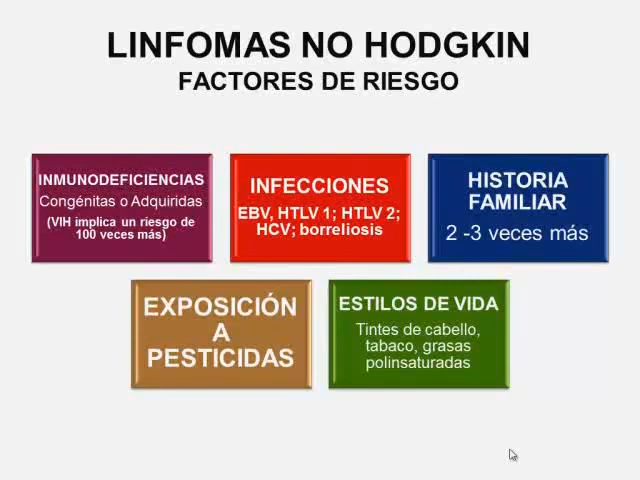 LINFOMAS NO HODGKIN
FACTORES DE RIESGO
INMUNODEFICIENCIAS
Congénitas o Adquiridas
(VIH implica un riesgo de
100 veces más)
INFECCIONES
EBV, HTLV 1; HTLV 2;
HCV; borreliosis
HISTORIA
FAMILIAR
2 -3 veces más
EXPOSICIÓN
A
PESTICIDAS
ESTILOS DE VIDA
Tintes de cabello,
tabaco, grasas
polinsaturadas